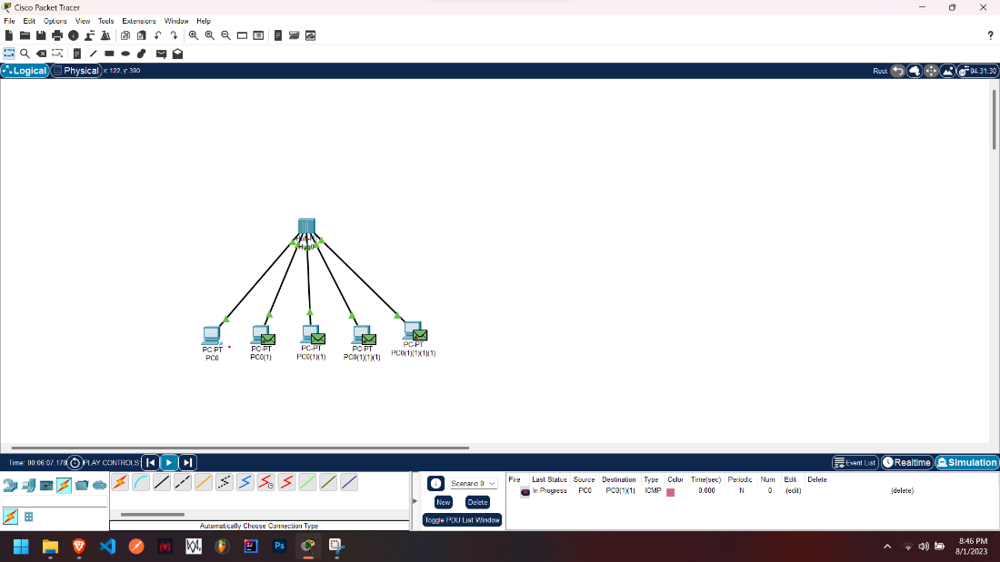 Cisco Packet Tracer
File Edit Options View Tools Extensions Window Help
?
Logical Physical x: 122, y: 390
Root 04:31:30
Hub0
PC-PT
PC0
PC-PT
PC0(1)
PC-PT
PC0(1)(1)
PC-PT
PC0(1)(1)(1)
PC-PT
PC0(1)(1)(1)(1)
Time: 00:06:07.178 PLAY CONTROLS:
Event List Realtime Simulation
Automatically Choose Connection Type
Scenario 0
New Delete
Toggle PDU List Window
Fire Last Status Source Destination Type Color Time(sec) Periodic Num Edit Delete
In Progress PC0 PC0(1)(1) ICMP 0.000 N 0 (edit) (delete)
Ps
8:46 PM
8/1/2023